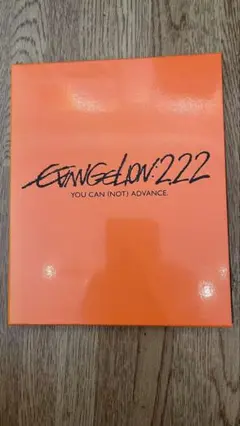 EVANGELION:2.22
YOU CAN (NOT) ADVANCE.